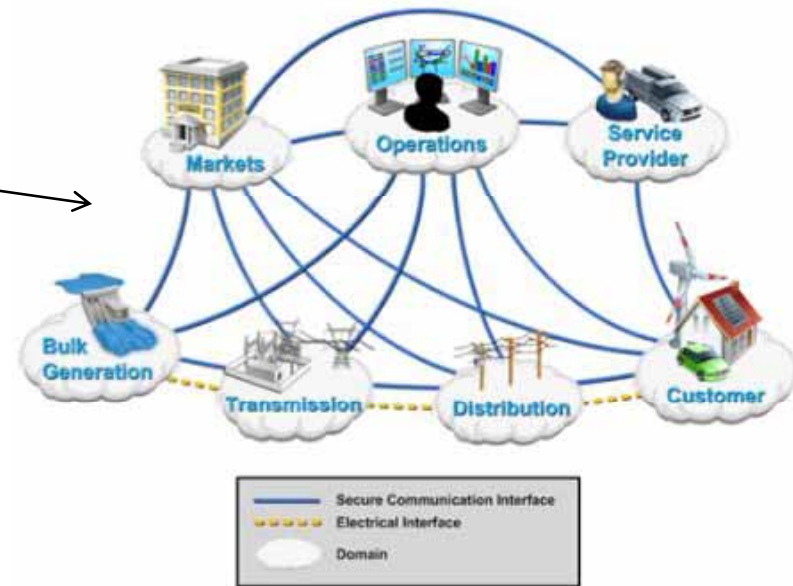 Markets
Operations
Service
Provider
Bulk
Generation
Transmission
Distribution
Customer
Secure Communication Interface
Electrical Interface
Domain